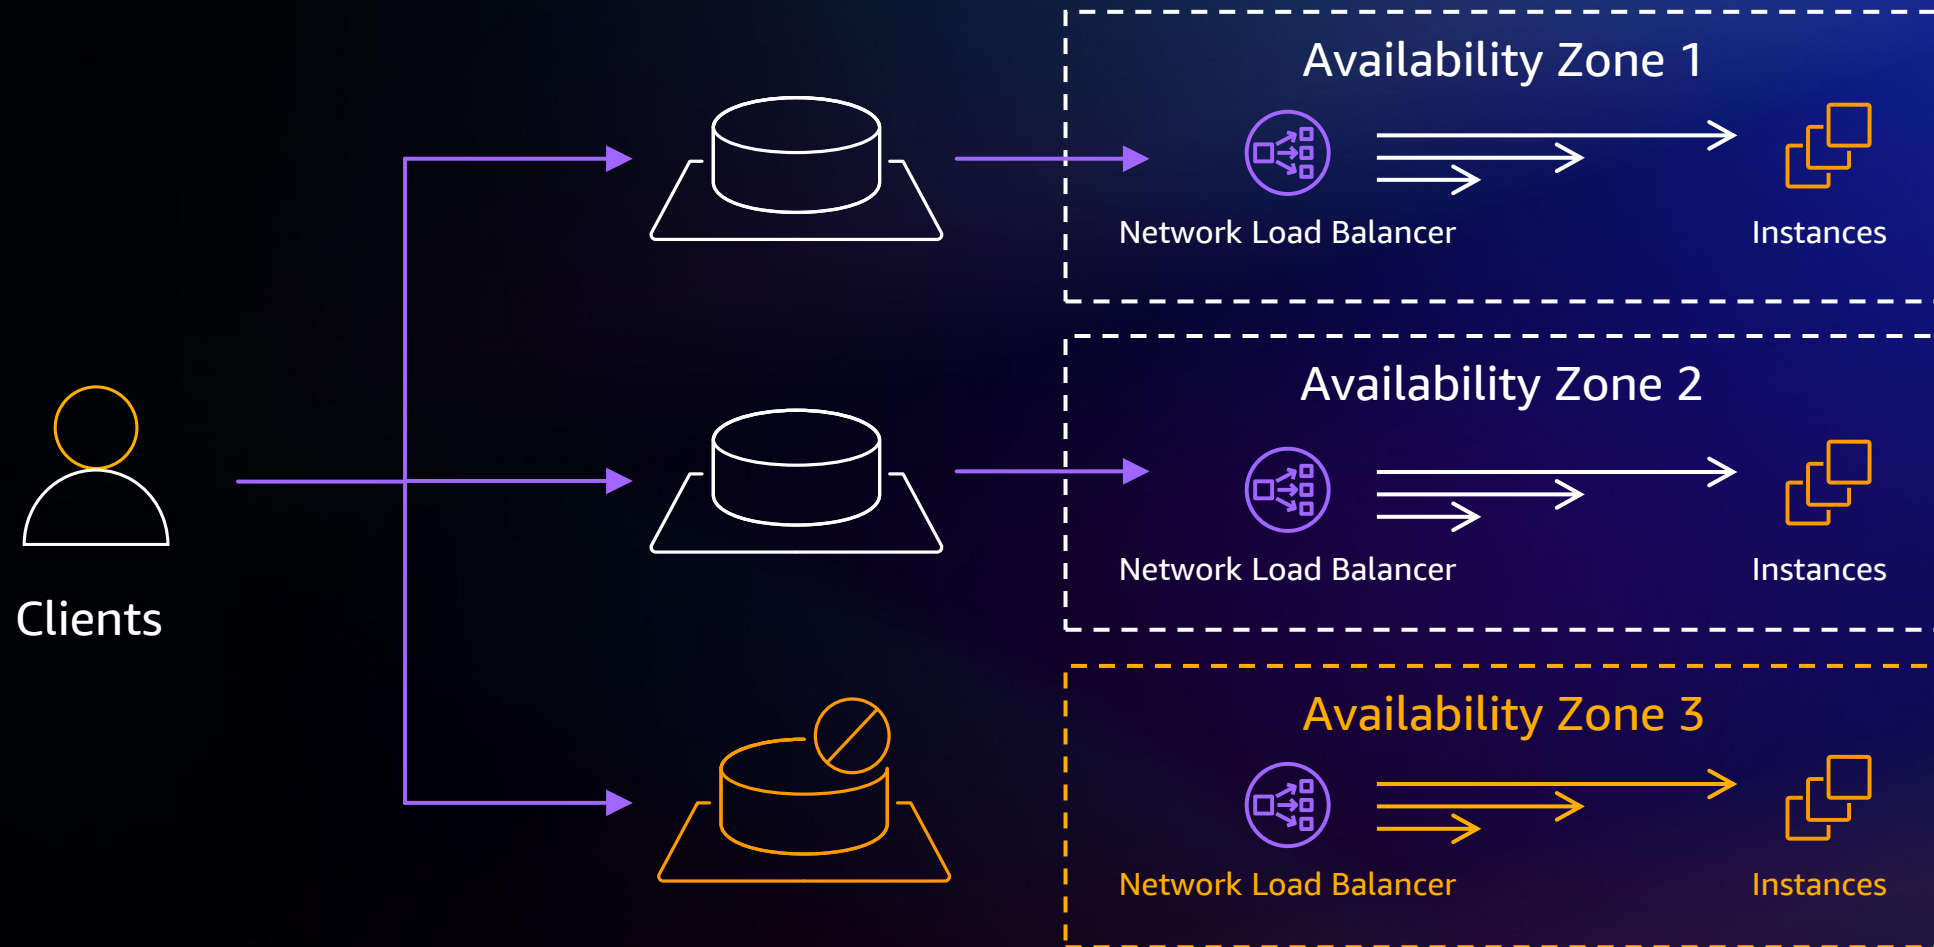 Availability Zone 1
Network Load Balancer
Instances
Availability Zone 2
Network Load Balancer
Instances
Clients
Availability Zone 3
Network Load Balancer
Instances